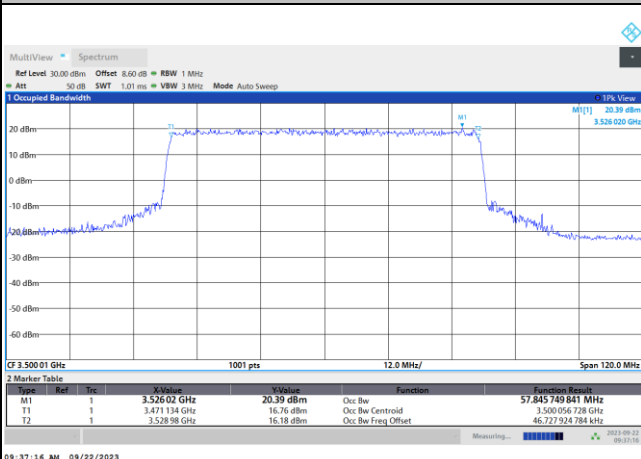 MultiView Spectrum
Ref Level 30.00 dBm Offset 8.60 dB RBW 1 MHz
Att 50 dB SWT 1.01 ms VBW 3 MHz Mode Auto Sweep
1 Occupied Bandwidth 1Pk View
M1[1] 20.39 dBm
3.526 020 GHz
M1
T1 T2
20 dBm
10 dBm
0 dBm
-10 dBm
-20 dBm
-30 dBm
-40 dBm
-50 dBm
-60 dBm
CF 3.500 01 GHz 1001 pts 12.0 MHz/ Span 120.0 MHz
2 Marker Table
Type Ref Trc X-Value Y-Value Function Function Result
M1 1 3.526 02 GHz 20.39 dBm Occ Bw 57.845 749 841 MHz
T1 1 3.471 134 GHz 16.76 dBm Occ Bw Centroid 3.500 056 728 GHz
T2 1 3.528 98 GHz 16.18 dBm Occ Bw Freq Offset 46.727 924 784 kHz
Measuring... 2023-09-22
09:37:16
09:37:16 AM 09/22/2023